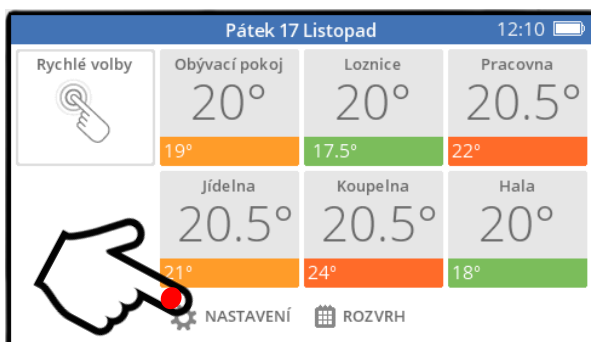 Pátek 17 Listopad 12:10
Rychlé volby
Obývací pokoj
20°
19°
Loznice
20°
17.5°
Pracovna
20.5°
22°
Jídelna
20.5°
21°
Koupelna
20.5°
24°
Hala
20°
18°
NASTAVENÍ
ROZVRH